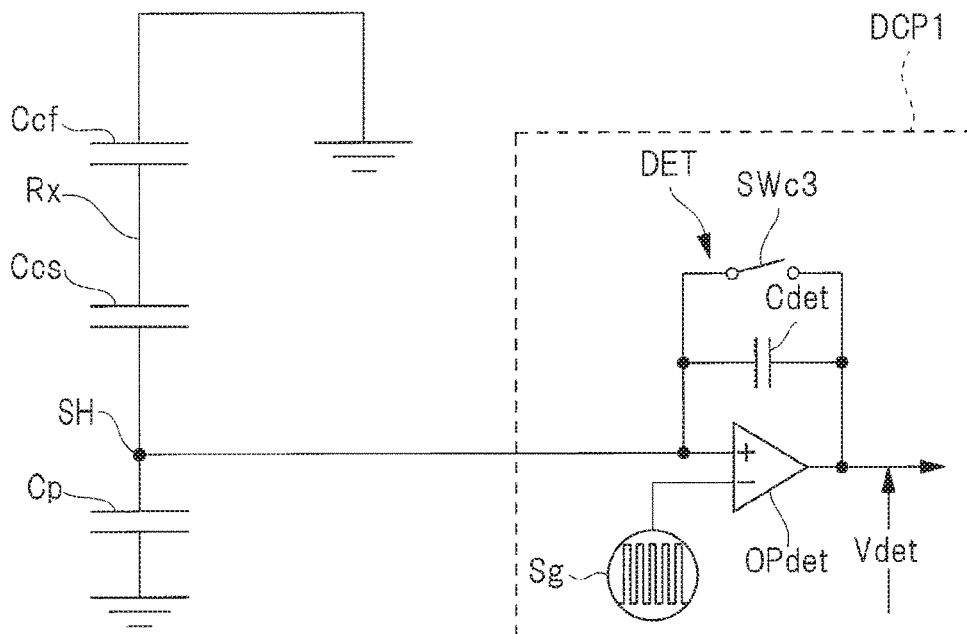 DCP1
Ccf
DET
SWc3
Rx
Ccs
Cdet
SH
+
Cp
−
Sg
OPdet
Vdet